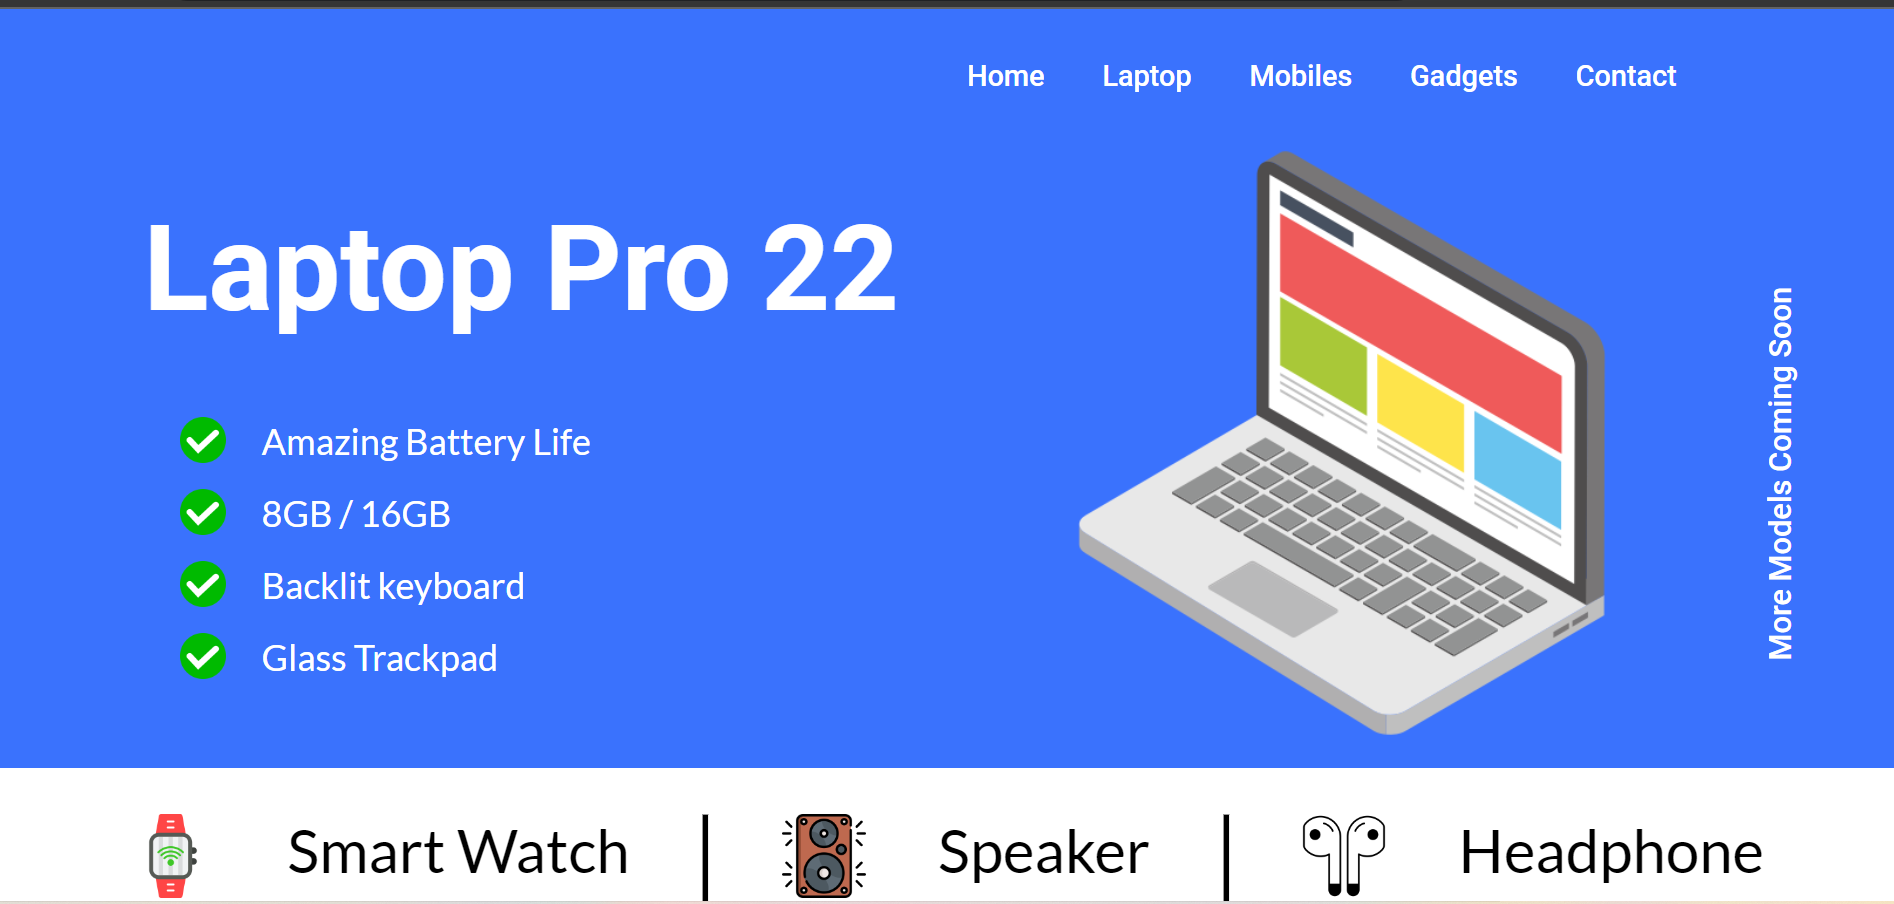 Home Laptop Mobiles Gadgets Contact
Laptop Pro 22
Amazing Battery Life
8GB / 16GB
Backlit keyboard
Glass Trackpad
More Models Coming Soon
Smart Watch | Speaker | Headphone